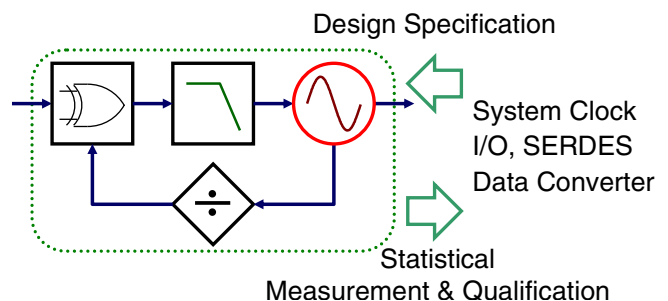 Design Specification
System Clock
I/O, SERDES
Data Converter
Statistical
Measurement & Qualification